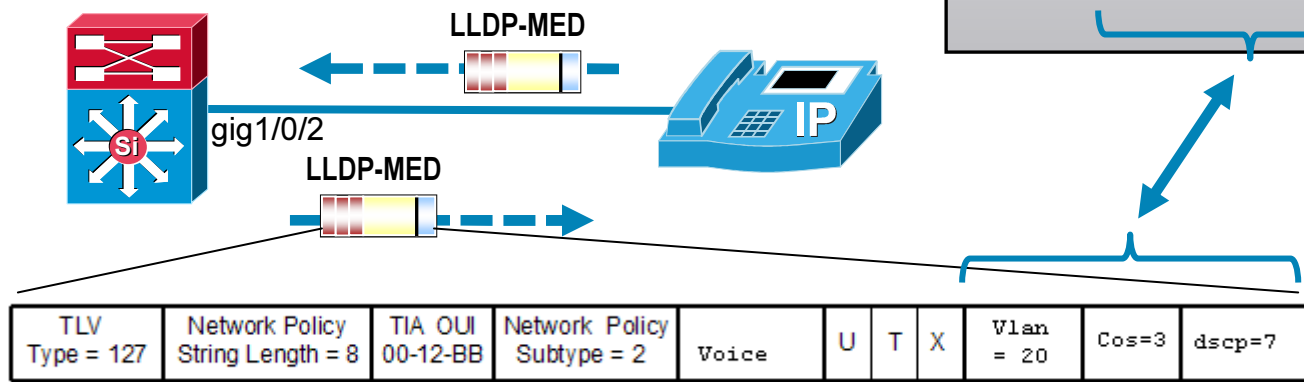 LLDP-MED
IP
Si
gig1/0/2
LLDP-MED
TLV
Type = 127
Network Policy
String Length = 8
TIA OUI
00-12-BB
Network Policy
Subtype = 2
Voice
U
T
X
Vlan
= 20
Cos=3
dscp=7